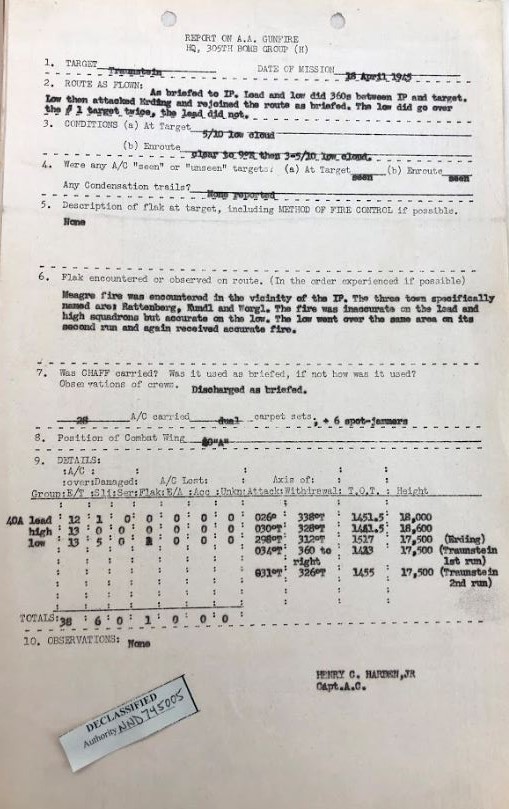 REPORT ON A.A. GUNFIRE
HQ, 305TH BOMB GROUP (H)
1. TARGET Traunstein DATE OF MISSION 18 April 1945
2. ROUTE AS FLOWN: As briefed to IP. Lead and low did 360s between IP and target.
Low then attacked Erding and rejoined the route as briefed. The low did go over
the # 1 target twice, the lead did not.
3. CONDITIONS (a) At Target 5/10 low cloud
(b) Enroute clear to 9°E then 3-5/10 low cloud.
4. Were any A/C "seen" or "unseen" targets: (a) At Target seen (b) Enroute seen
Any Condensation trails? None reported
5. Description of flak at target, including METHOD OF FIRE CONTROL if possible.
None
6. Flak encountered or observed on route. (In the order experienced if possible)
Meagre fire was encountered in the vicinity of the IP. The three town specifically
named are: Rattenberg, Kundl and Worgl. The fire was inaccurate on the lead and
high squadrons but accurate on the low. The low went over the same area on its
second run and again received accurate fire.
7. Was CHAFF carried? Was it used as briefed, if not how was it used?
Observations of crews. Discharged as briefed.
28 A/C carried dual carpet sets, + 6 spot-jammers
8. Position of Combat Wing "A"
9. DETAILS:
:A/C :
:over:Damaged: A/C Lost: Axis of:
Group:E/T :Sli:Ser:Flak:E/A :Acc :Unkn:Attack:Withdrawal: T.O.T. : Height
40A lead 12 1 0 0 0 0 0 026° 338°T 1451.5 18,000
high 13 0 0 0 0 0 0 030°T 328°T 1441.5 18,600
low 13 5 0 1 0 0 0 298°T 312°T 1517 17,500 (Erding)
034°T 360 to right 1413 17,500 (Traunstein 1st run)
031°T 326°T 1455 17,500 (Traunstein 2nd run)
TOTALS:38 : 6 0 1 0 0 0
10. OBSERVATIONS: None
HENRY C. HARDEN, JR
Capt. A.C.
DECLASSIFIED
Authority NND 745005